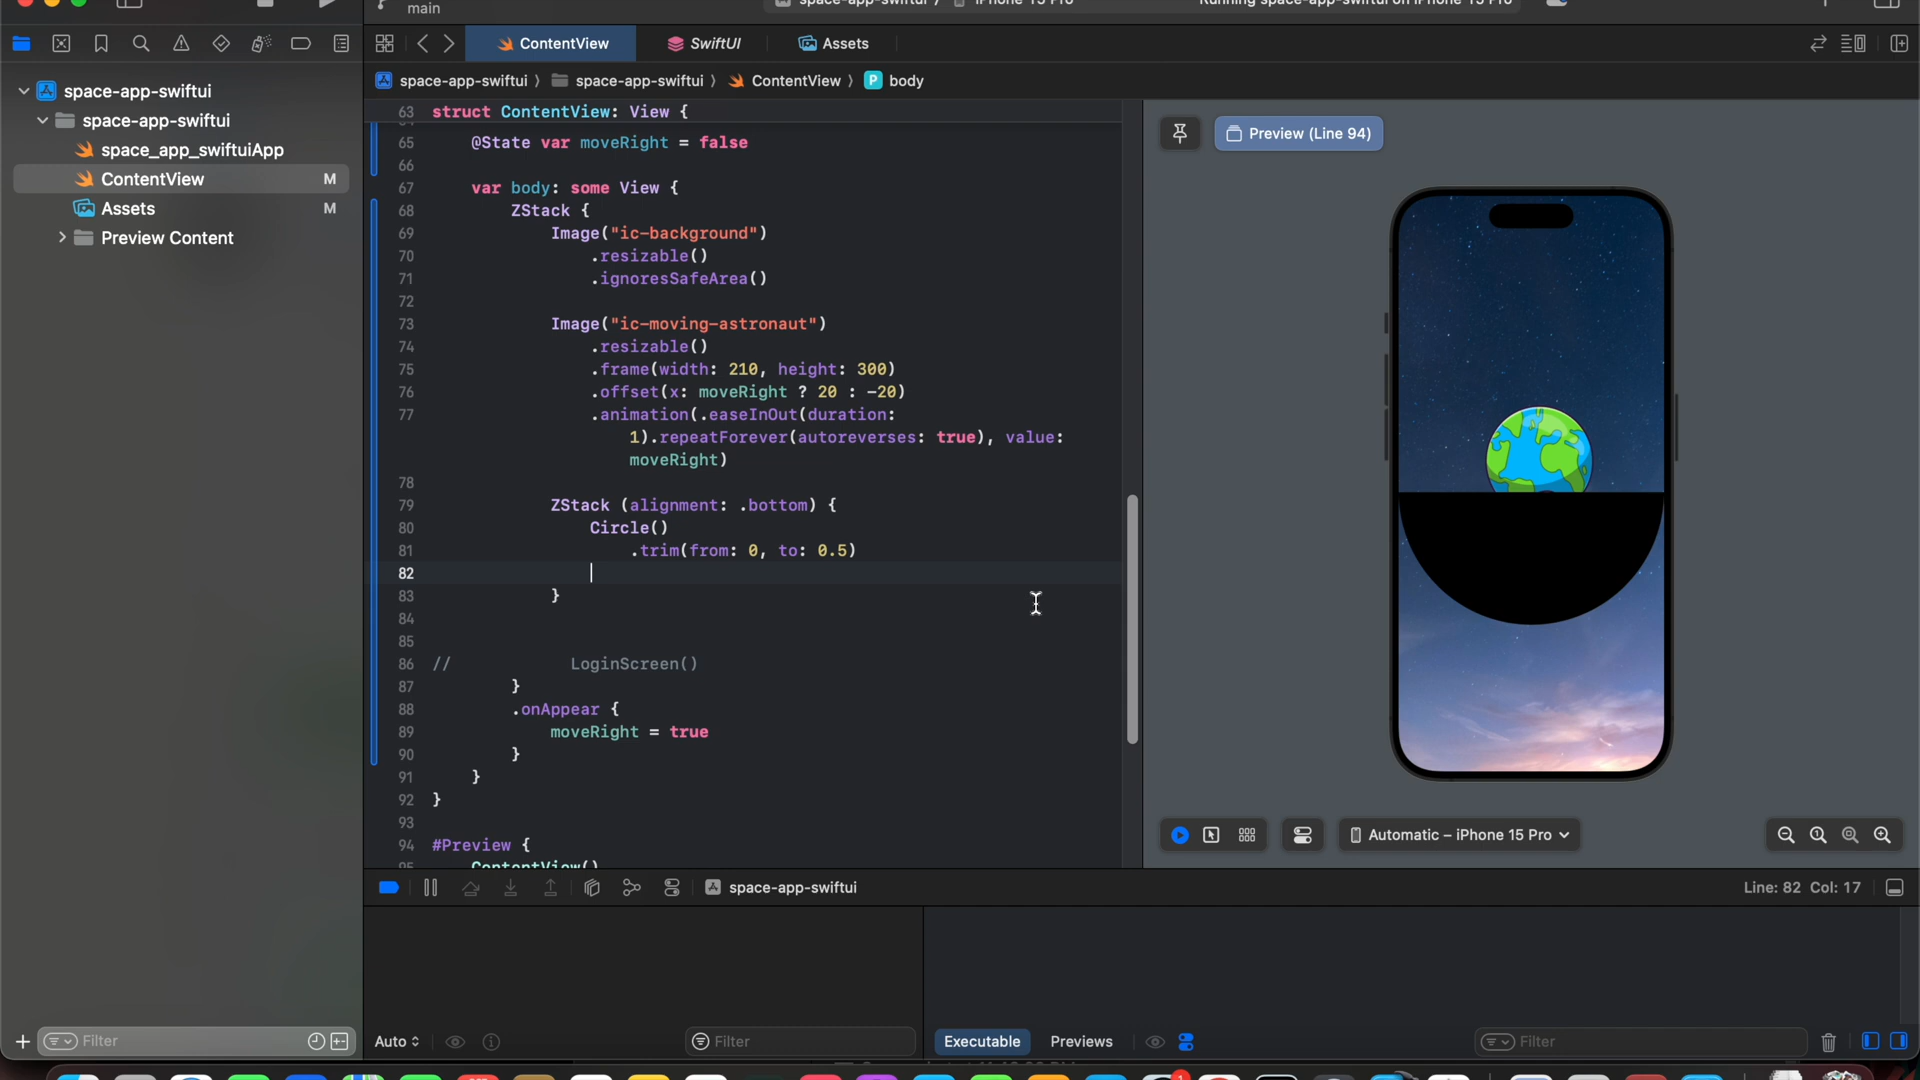 main
ContentView
SwiftUI
Assets
space-app-swiftui
space-app-swiftui
space_app_swiftuiApp
ContentView M
Assets M
Preview Content
space-app-swiftui 〉 space-app-swiftui 〉 ContentView 〉 P body
63 struct ContentView: View {
65 @State var moveRight = false
66
67 var body: some View {
68 ZStack {
69 Image("ic-background")
70 .resizable()
71 .ignoresSafeArea()
72
73 Image("ic-moving-astronaut")
74 .resizable()
75 .frame(width: 210, height: 300)
76 .offset(x: moveRight ? 20 : -20)
77 .animation(.easeInOut(duration:
1).repeatForever(autoreverses: true), value:
moveRight)
78
79 ZStack (alignment: .bottom) {
80 Circle()
81 .trim(from: 0, to: 0.5)
82
83 }
84
85
86 // LoginScreen()
87 }
88 .onAppear {
89 moveRight = true
90 }
91 }
92 }
93
94 #Preview {
95 ContentView()
Preview (Line 94)
Automatic – iPhone 15 Pro
space-app-swiftui
Line: 82 Col: 17
Filter
Auto
Filter
Executable
Previews
Filter